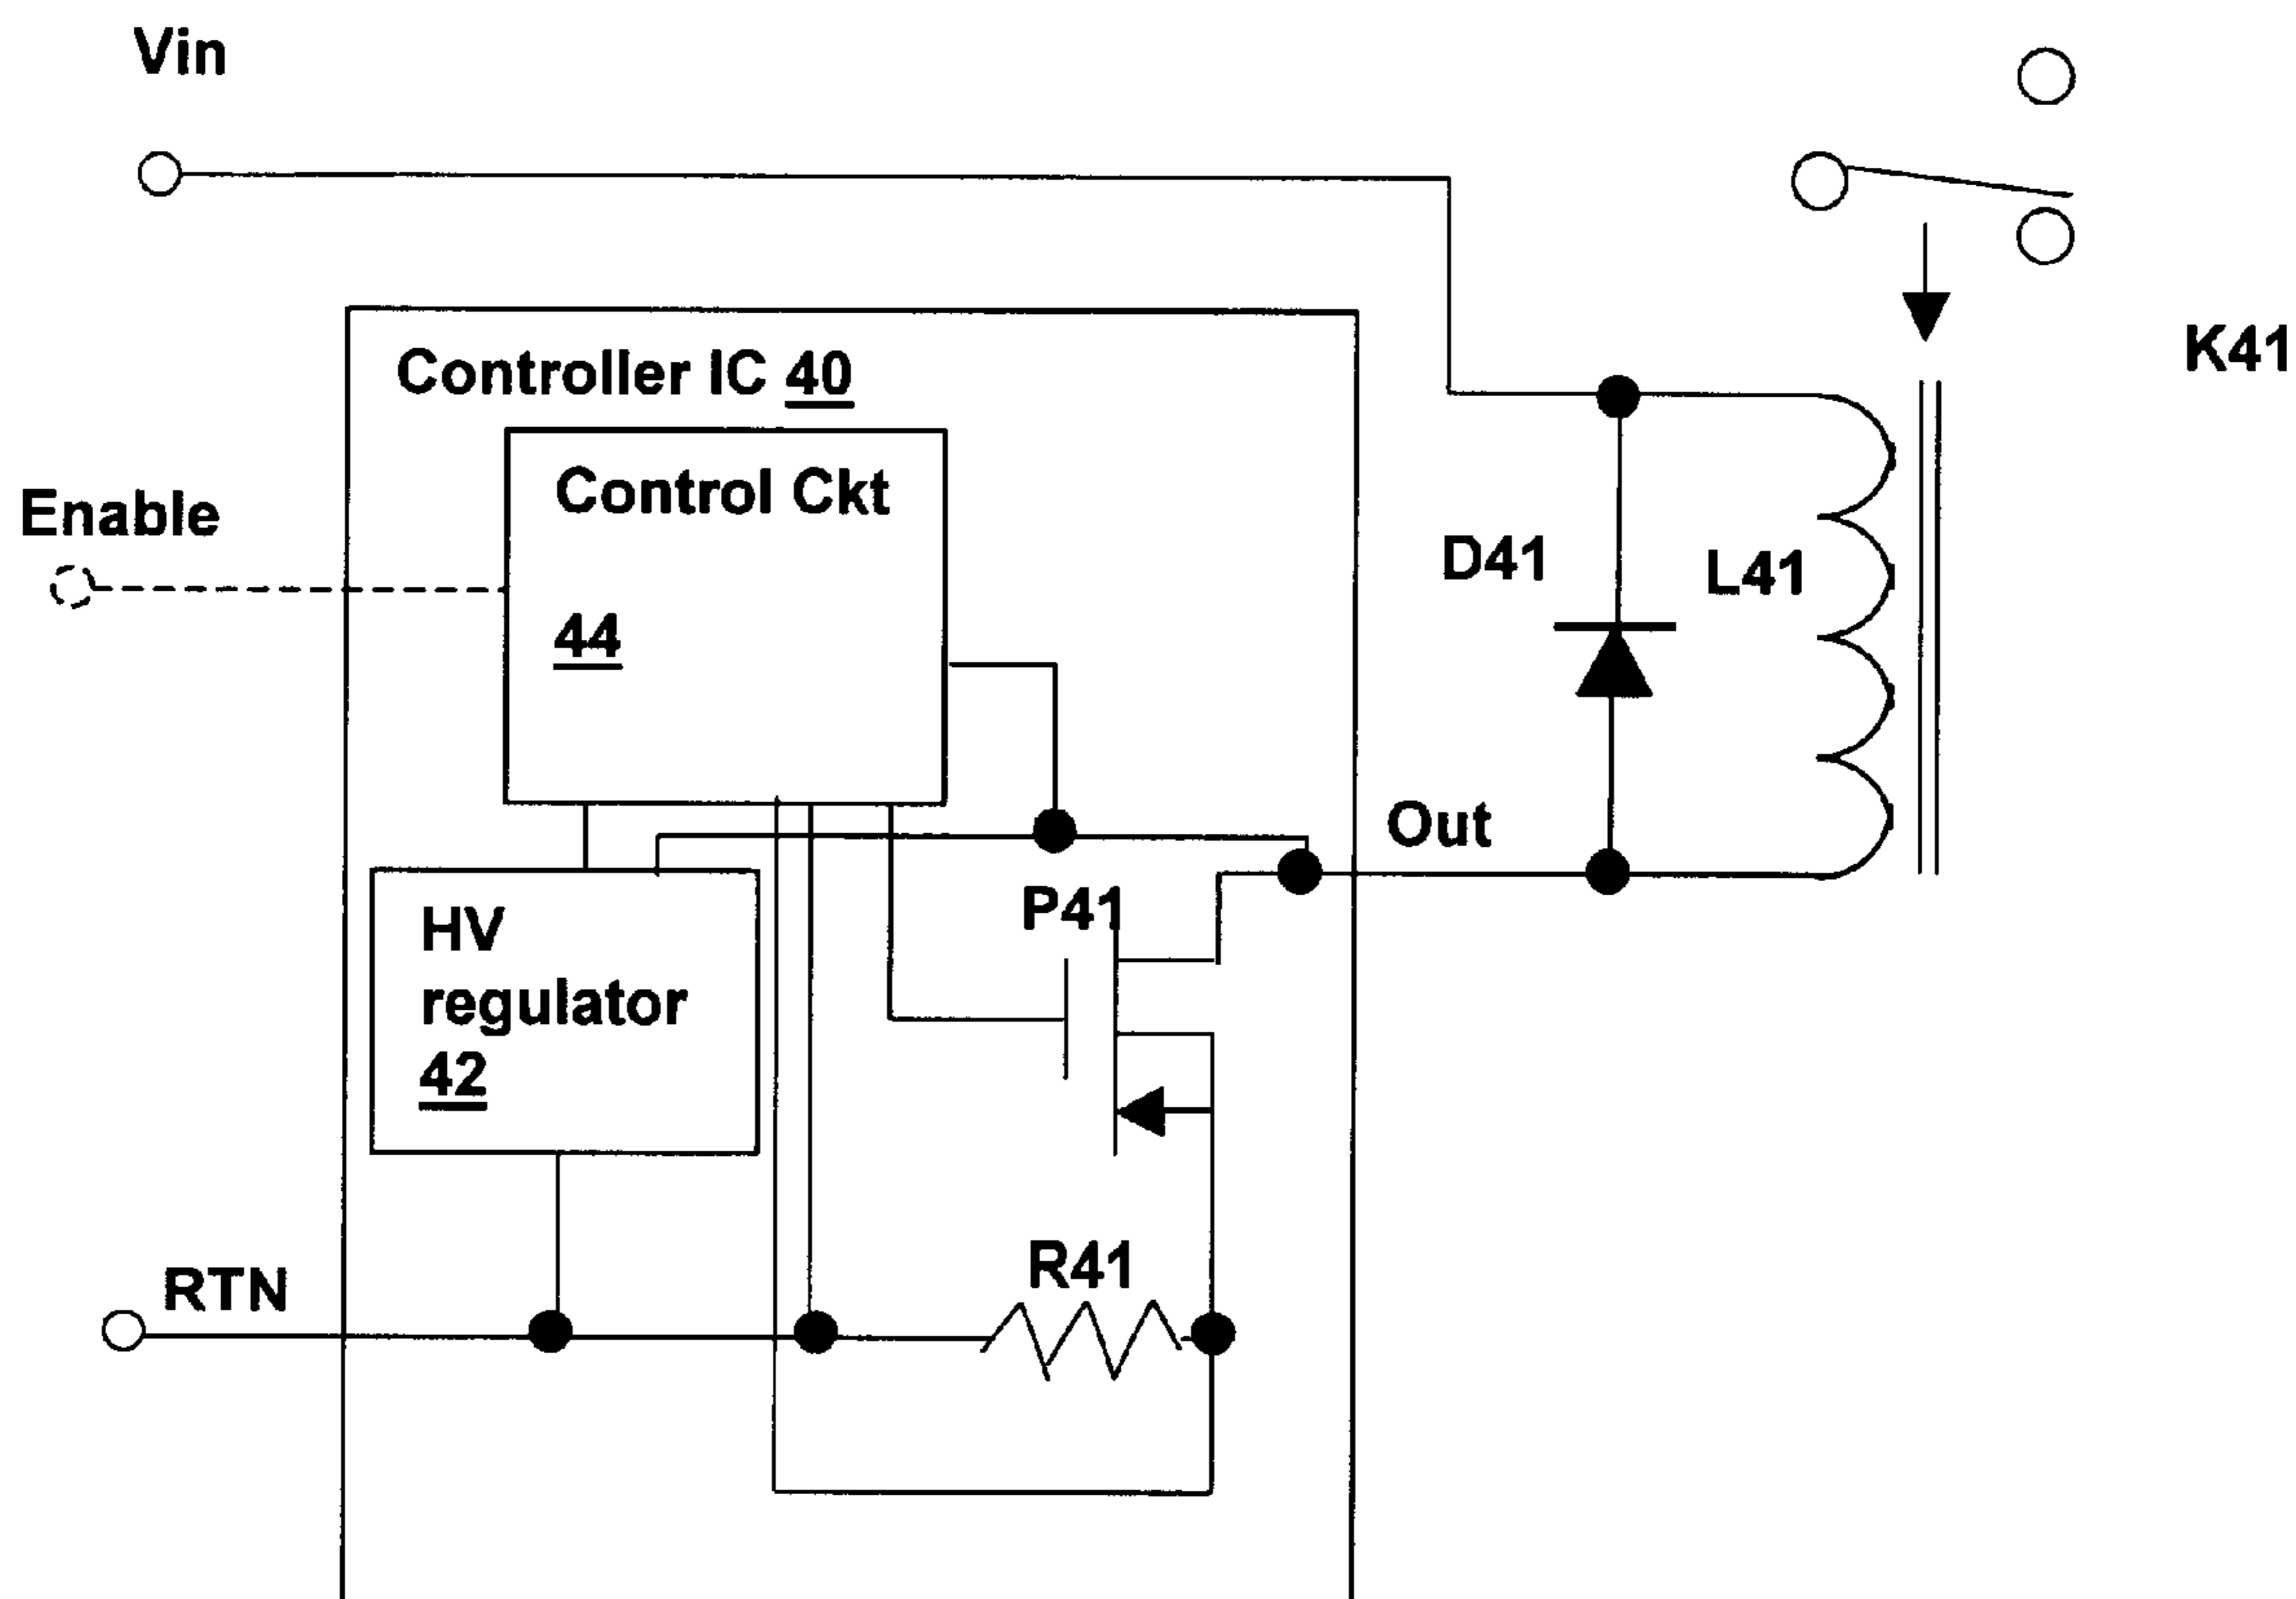 Vin
K41
Controller IC 40
Control Ckt
Enable
D41
L41
44
Out
P41
HV
regulator
42
R41
RTN